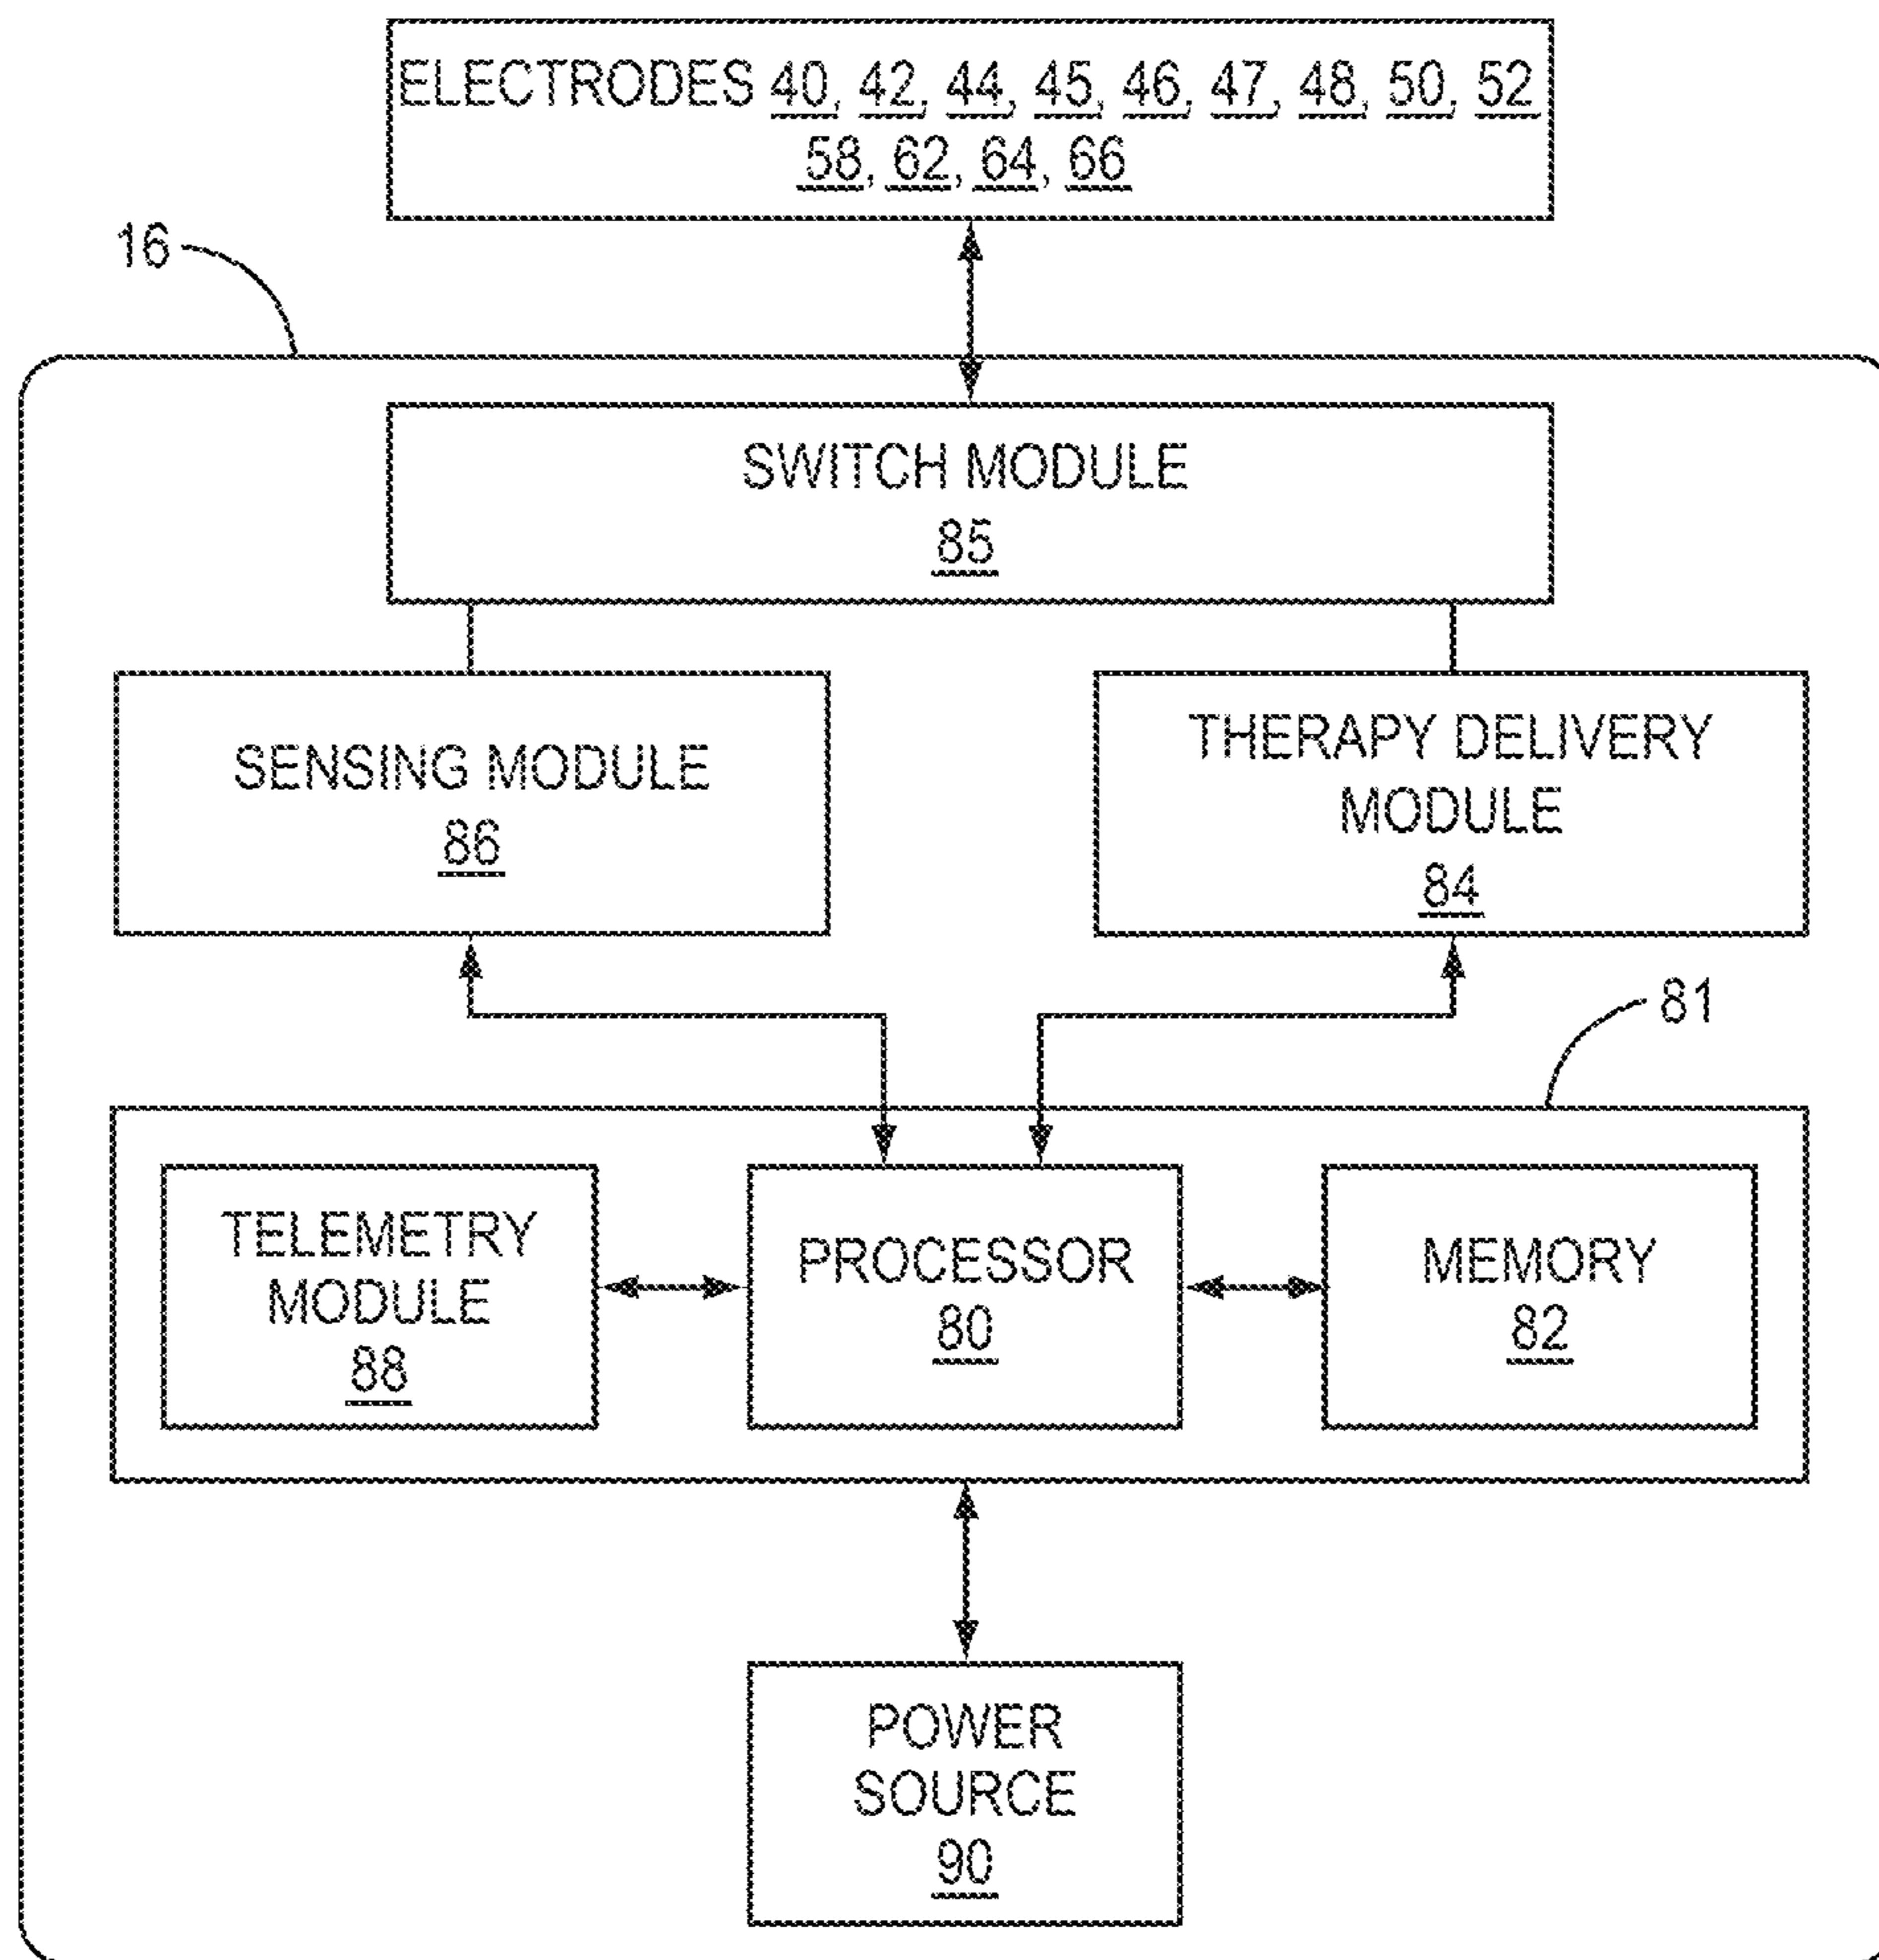 ELECTRODES 40, 42, 44, 45, 46, 47, 48, 50, 52
58, 62, 64, 66
16
SWITCH MODULE
85
SENSING MODULE
86
THERAPY DELIVERY
MODULE
84
81
TELEMETRY
MODULE
88
PROCESSOR
80
MEMORY
82
POWER
SOURCE
90